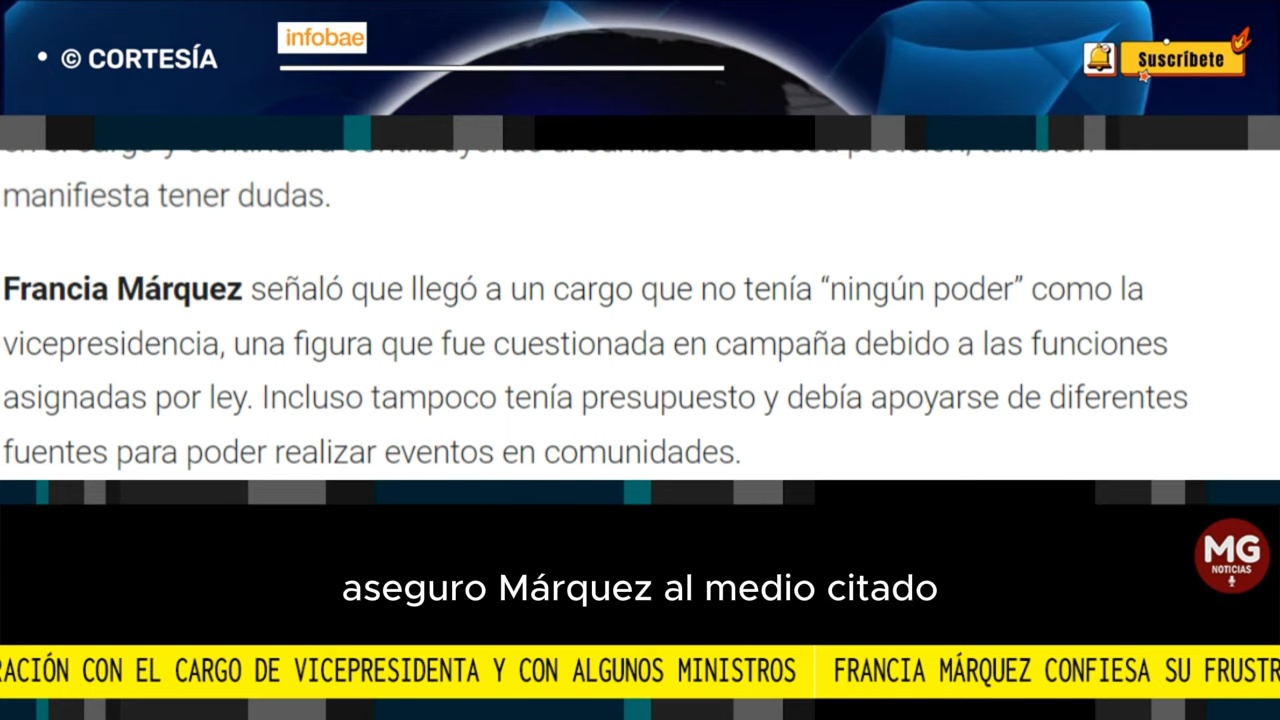 • © CORTESÍA
infobae
Suscríbete
manifiesta tener dudas.
Francia Márquez señaló que llegó a un cargo que no tenía “ningún poder” como la
vicepresidencia, una figura que fue cuestionada en campaña debido a las funciones
asignadas por ley. Incluso tampoco tenía presupuesto y debía apoyarse de diferentes
fuentes para poder realizar eventos en comunidades.
MG
NOTICIAS
aseguro Márquez al medio citado
RACIÓN CON EL CARGO DE VICEPRESIDENTA Y CON ALGUNOS MINISTROS FRANCIA MÁRQUEZ CONFIESA SU FRUSTR